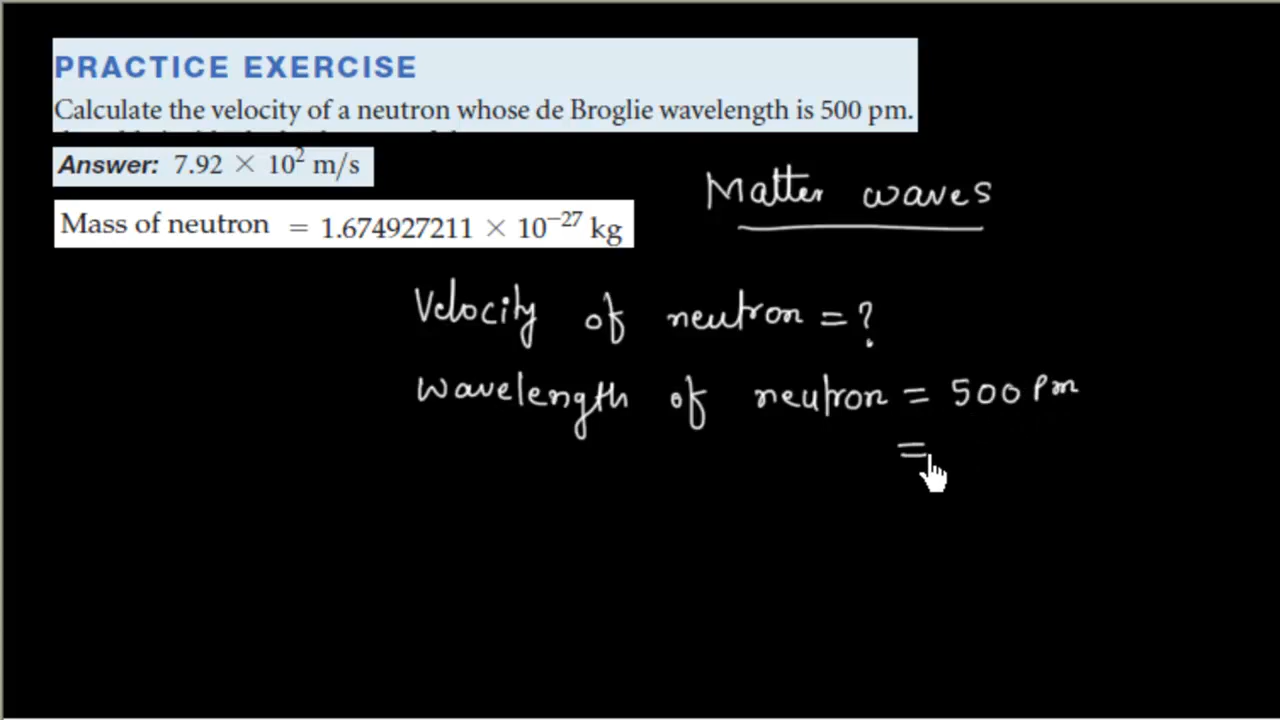 PRACTICE EXERCISE
Calculate the velocity of a neutron whose de Broglie wavelength is 500 pm.
Answer: 7.92 × 10² m/s
Mass of neutron = 1.674927211 × 10⁻²⁷ kg
Matter waves
Velocity of neutron = ?
Wavelength of neutron = 500 Pm
=